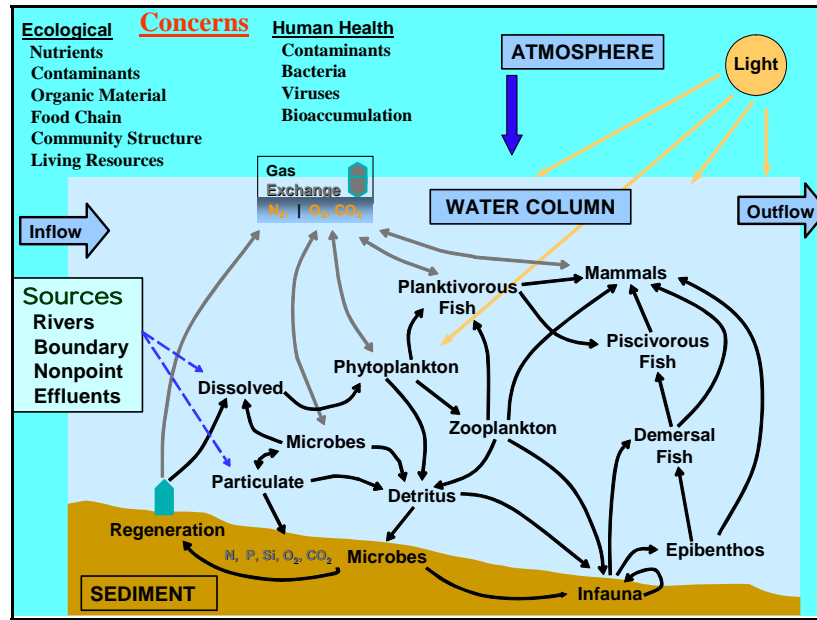 Concerns
Ecological
Nutrients
Contaminants
Organic Material
Food Chain
Community Structure
Living Resources
Human Health
Contaminants
Bacteria
Viruses
Bioaccumulation
ATMOSPHERE
Light
Gas
Exchange
N₂, | O₂, CO₂
WATER COLUMN
Inflow
Outflow
Sources
Rivers
Boundary
Nonpoint
Effluents
Planktivorous
Fish
Mammals
Piscivorous
Fish
Phytoplankton
Dissolved
Zooplankton
Microbes
Demersal
Fish
Particulate
Detritus
Regeneration
N, P, Si, O₂, CO₂
Microbes
Epibenthos
Infauna
SEDIMENT